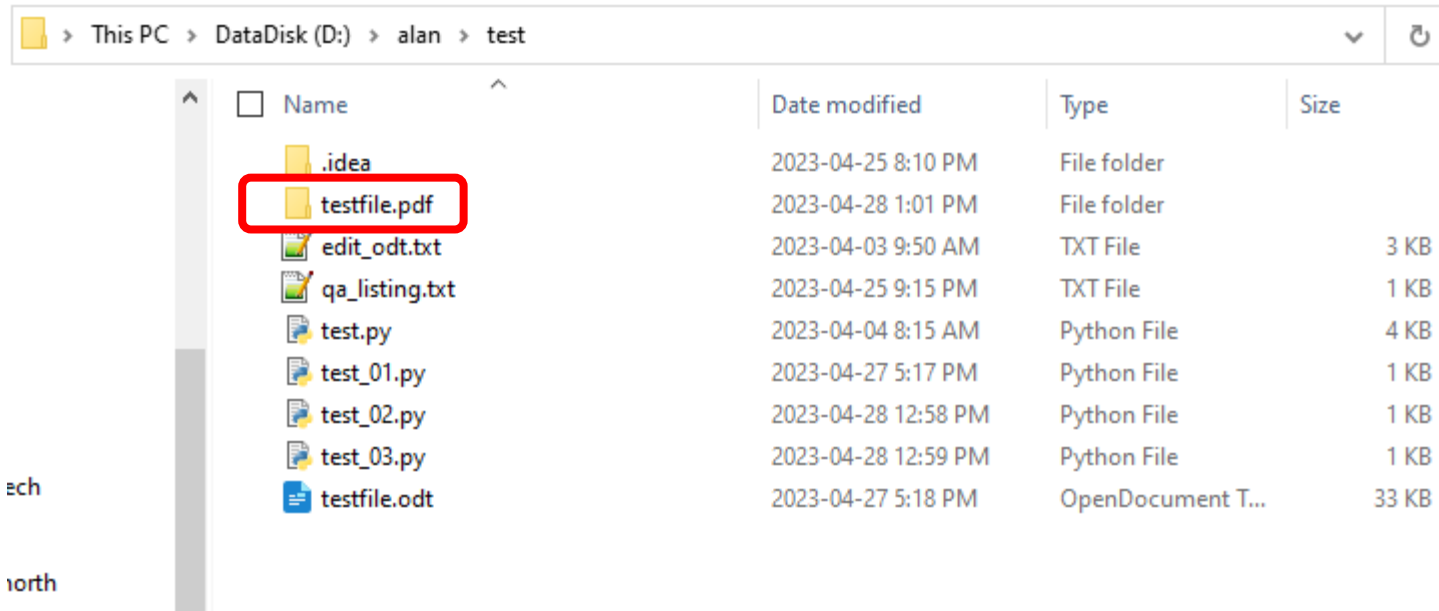 This PC > DataDisk (D:) > alan > test
Name Date modified Type Size
.idea 2023-04-25 8:10 PM File folder
testfile.pdf 2023-04-28 1:01 PM File folder
edit_odt.txt 2023-04-03 9:50 AM TXT File 3 KB
qa_listing.txt 2023-04-25 9:15 PM TXT File 1 KB
test.py 2023-04-04 8:15 AM Python File 4 KB
test_01.py 2023-04-27 5:17 PM Python File 1 KB
test_02.py 2023-04-28 12:58 PM Python File 1 KB
test_03.py 2023-04-28 12:59 PM Python File 1 KB
ech
testfile.odt 2023-04-27 5:18 PM OpenDocument T... 33 KB
north